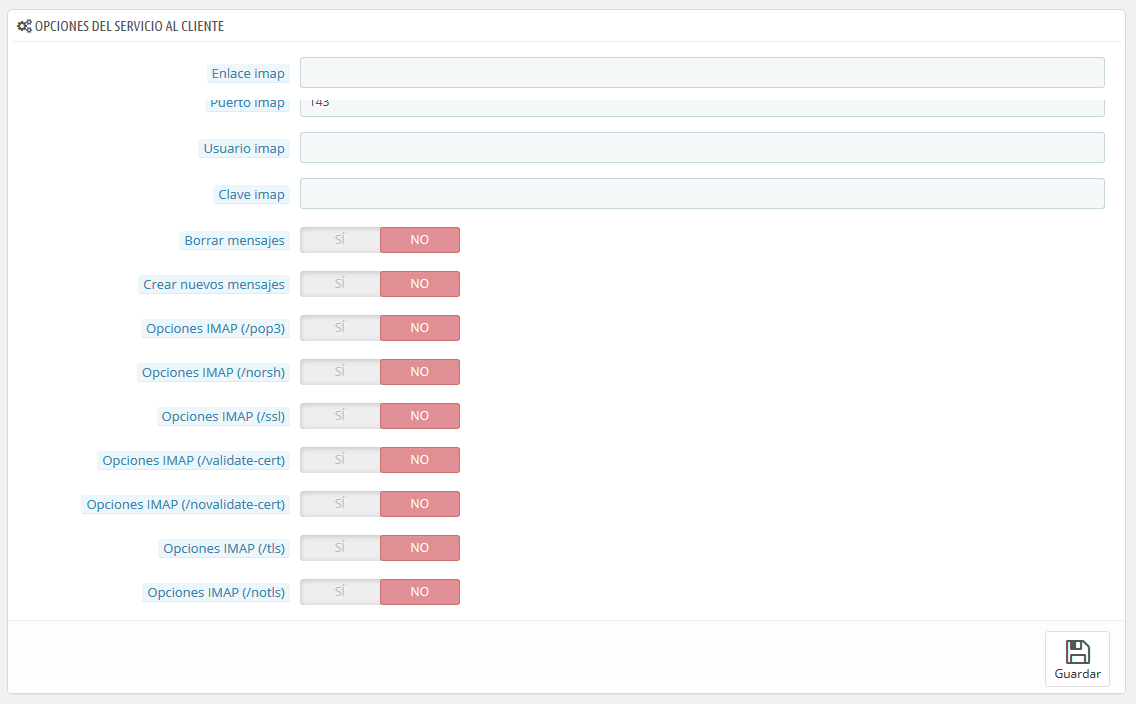 OPCIONES DEL SERVICIO AL CLIENTE
Enlace imap
Puerto imap 143
Usuario imap
Clave imap
Borrar mensajes SÍ NO
Crear nuevos mensajes SÍ NO
Opciones IMAP (/pop3) SÍ NO
Opciones IMAP (/norsh) SÍ NO
Opciones IMAP (/ssl) SÍ NO
Opciones IMAP (/validate-cert) SÍ NO
Opciones IMAP (/novalidate-cert) SÍ NO
Opciones IMAP (/tls) SÍ NO
Opciones IMAP (/notls) SÍ NO
Guardar